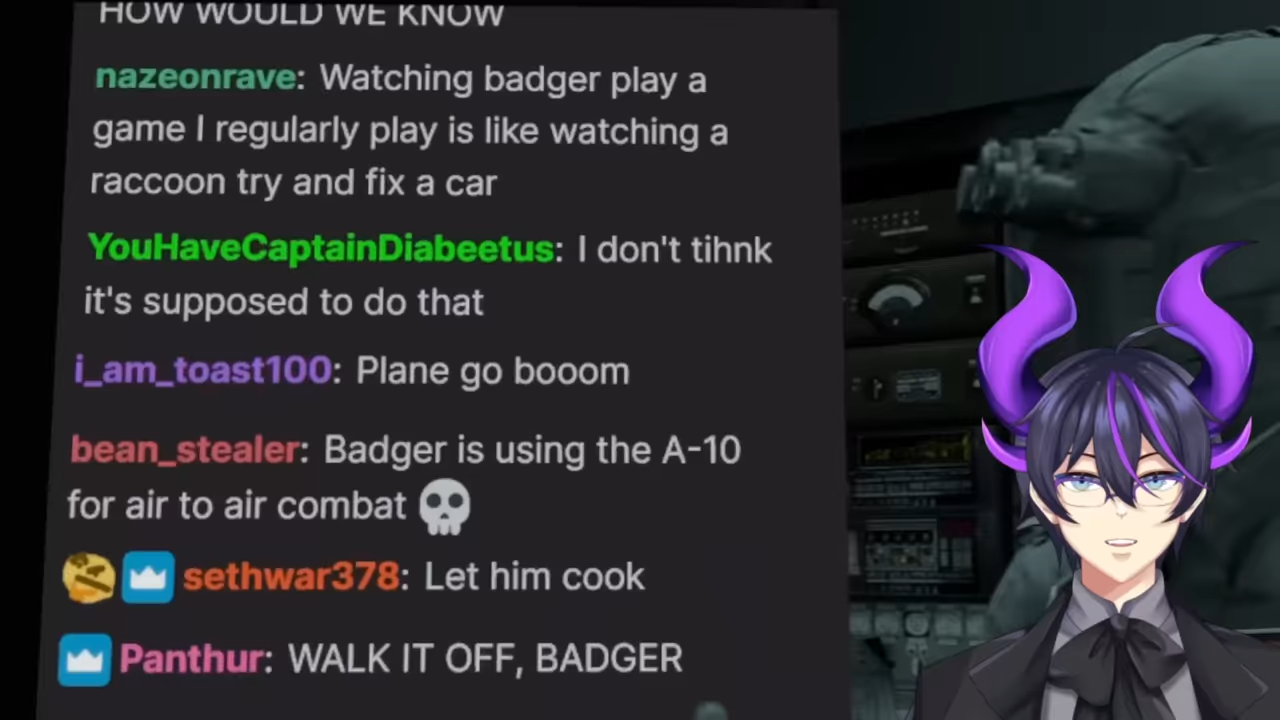 HOW WOULD WE KNOW
nazeonrave: Watching badger play a
game I regularly play is like watching a
raccoon try and fix a car
YouHaveCaptainDiabeetus: I don't tihnk
it's supposed to do that
i_am_toast100: Plane go booom
bean_stealer: Badger is using the A-10
for air to air combat 💀
sethwar378: Let him cook
Panthur: WALK IT OFF, BADGER